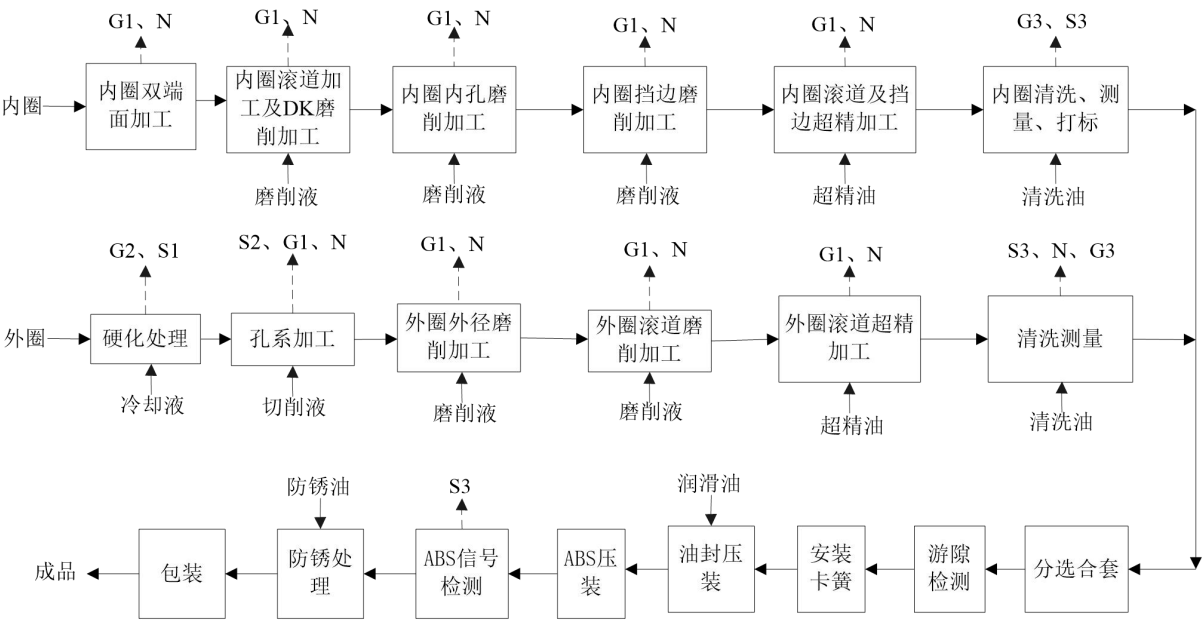 G1、N
G1、N
G1、N
G1、N
G1、N
G3、S3
内圈
内圈双端
面加工
内圈滚道加
工及DK磨
削加工
内圈内孔磨
削加工
内圈挡边磨
削加工
内圈滚道及挡
边超精加工
内圈清洗、测
量、打标
磨削液
磨削液
磨削液
超精油
清洗油
G2、S1
S2、G1、N
G1、N
G1、N
G1、N
S3、N、G3
外圈
硬化处理
孔系加工
外圈外径磨
削加工
外圈滚道磨
削加工
外圈滚道超精
加工
清洗测量
冷却液
切削液
磨削液
磨削液
超精油
清洗油
防锈油
S3
润滑油
成品
包装
防锈处
理
ABS信号
检测
ABS压
装
油封压
装
安装
卡簧
游隙
检测
分选合套